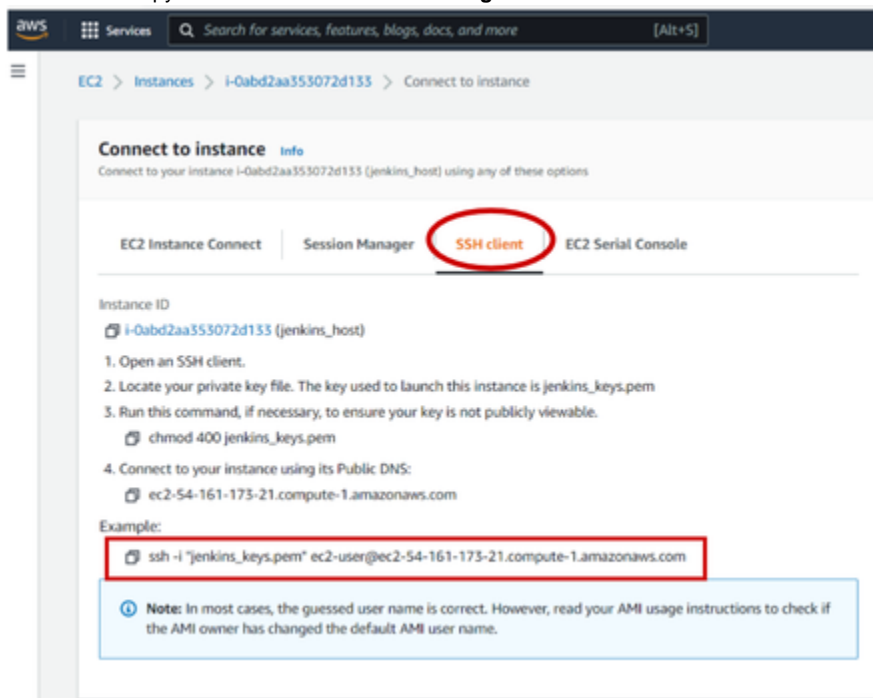 aws Services Search for services, features, blogs, docs, and more [Alt+S]
EC2 > Instances > i-0abd2aa353072d133 > Connect to instance
Connect to instance Info
Connect to your instance i-0abd2aa353072d133 (jenkins_host) using any of these options
EC2 Instance Connect Session Manager SSH client EC2 Serial Console
Instance ID
i-0abd2aa353072d133 (jenkins_host)
1. Open an SSH client.
2. Locate your private key file. The key used to launch this instance is jenkins_keys.pem
3. Run this command, if necessary, to ensure your key is not publicly viewable.
chmod 400 jenkins_keys.pem
4. Connect to your instance using its Public DNS:
ec2-54-161-173-21.compute-1.amazonaws.com
Example:
ssh -i "jenkins_keys.pem" ec2-user@ec2-54-161-173-21.compute-1.amazonaws.com
Note: In most cases, the guessed user name is correct. However, read your AMI usage instructions to check if
the AMI owner has changed the default AMI user name.